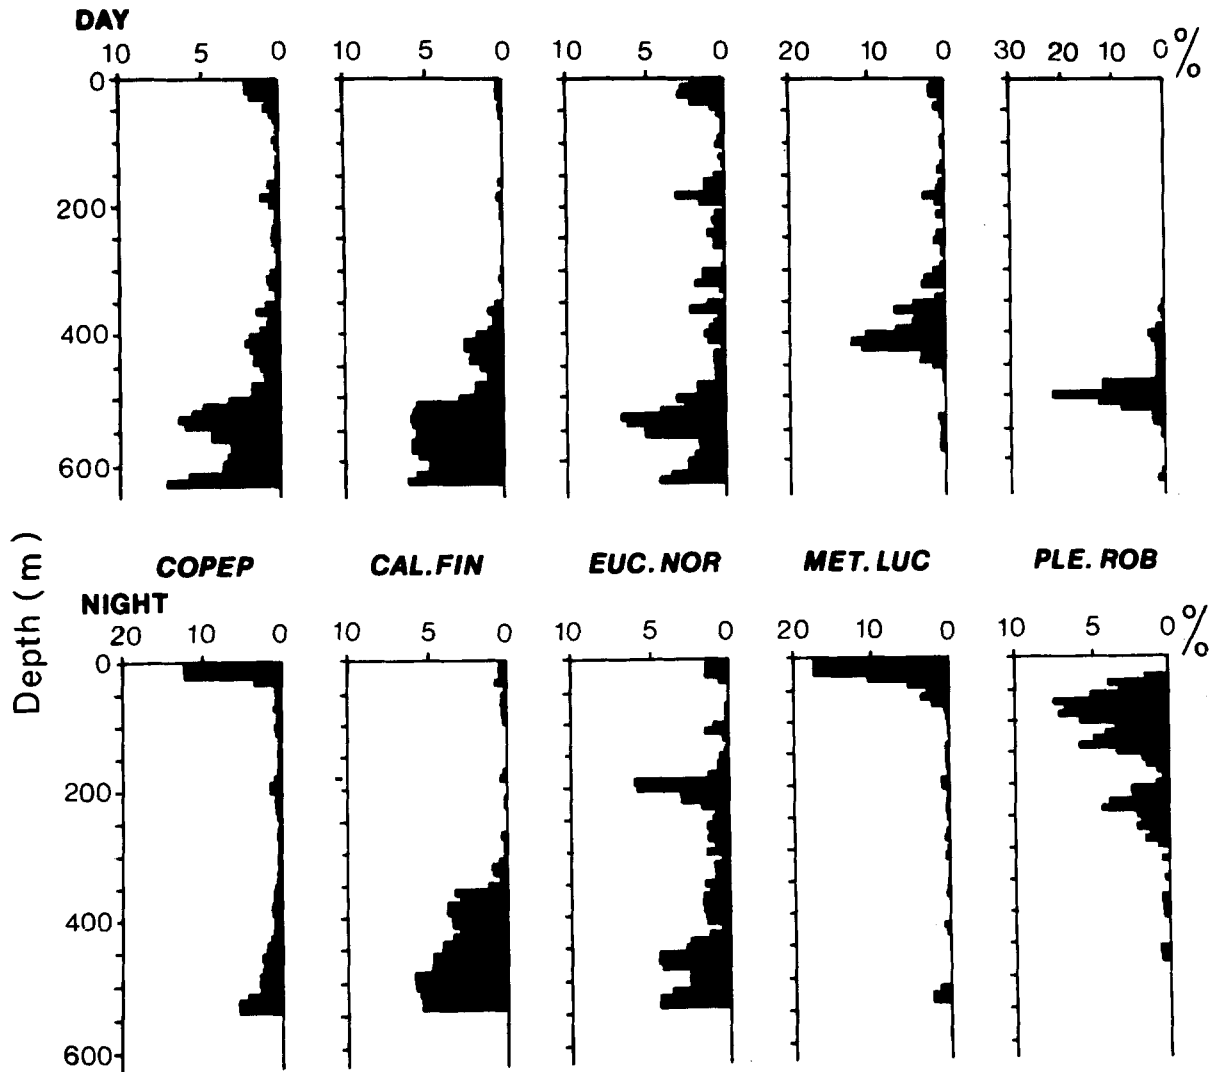 DAY
10 5 0 10 5 0 10 5 0 20 10 0 30 20 10 0 %
0
200
400
600
Depth (m)
COPEP CAL.FIN EUC.NOR MET.LUC PLE.ROB
NIGHT
20 10 0 10 5 0 10 5 0 20 10 0 10 5 0 %
0
200
400
600